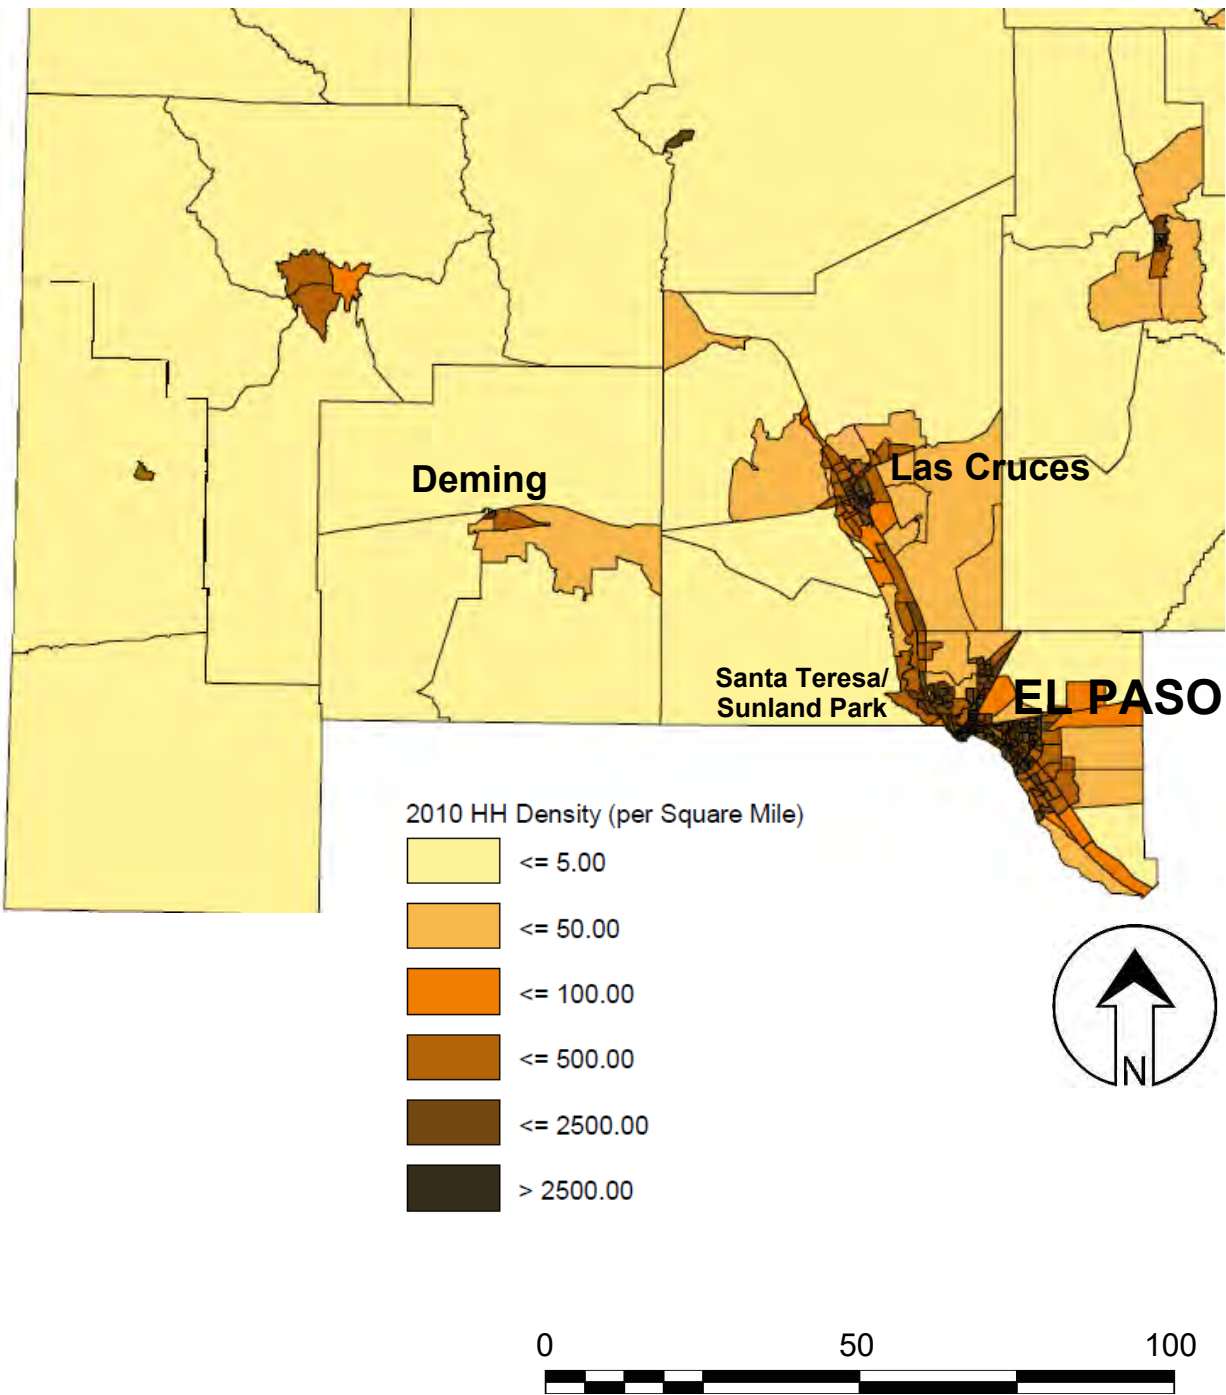 Deming
Las Cruces
Santa Teresa/
Sunland Park
EL PASO
2010 HH Density (per Square Mile)
<= 5.00
<= 50.00
<= 100.00
<= 500.00
<= 2500.00
> 2500.00
N
0 50 100